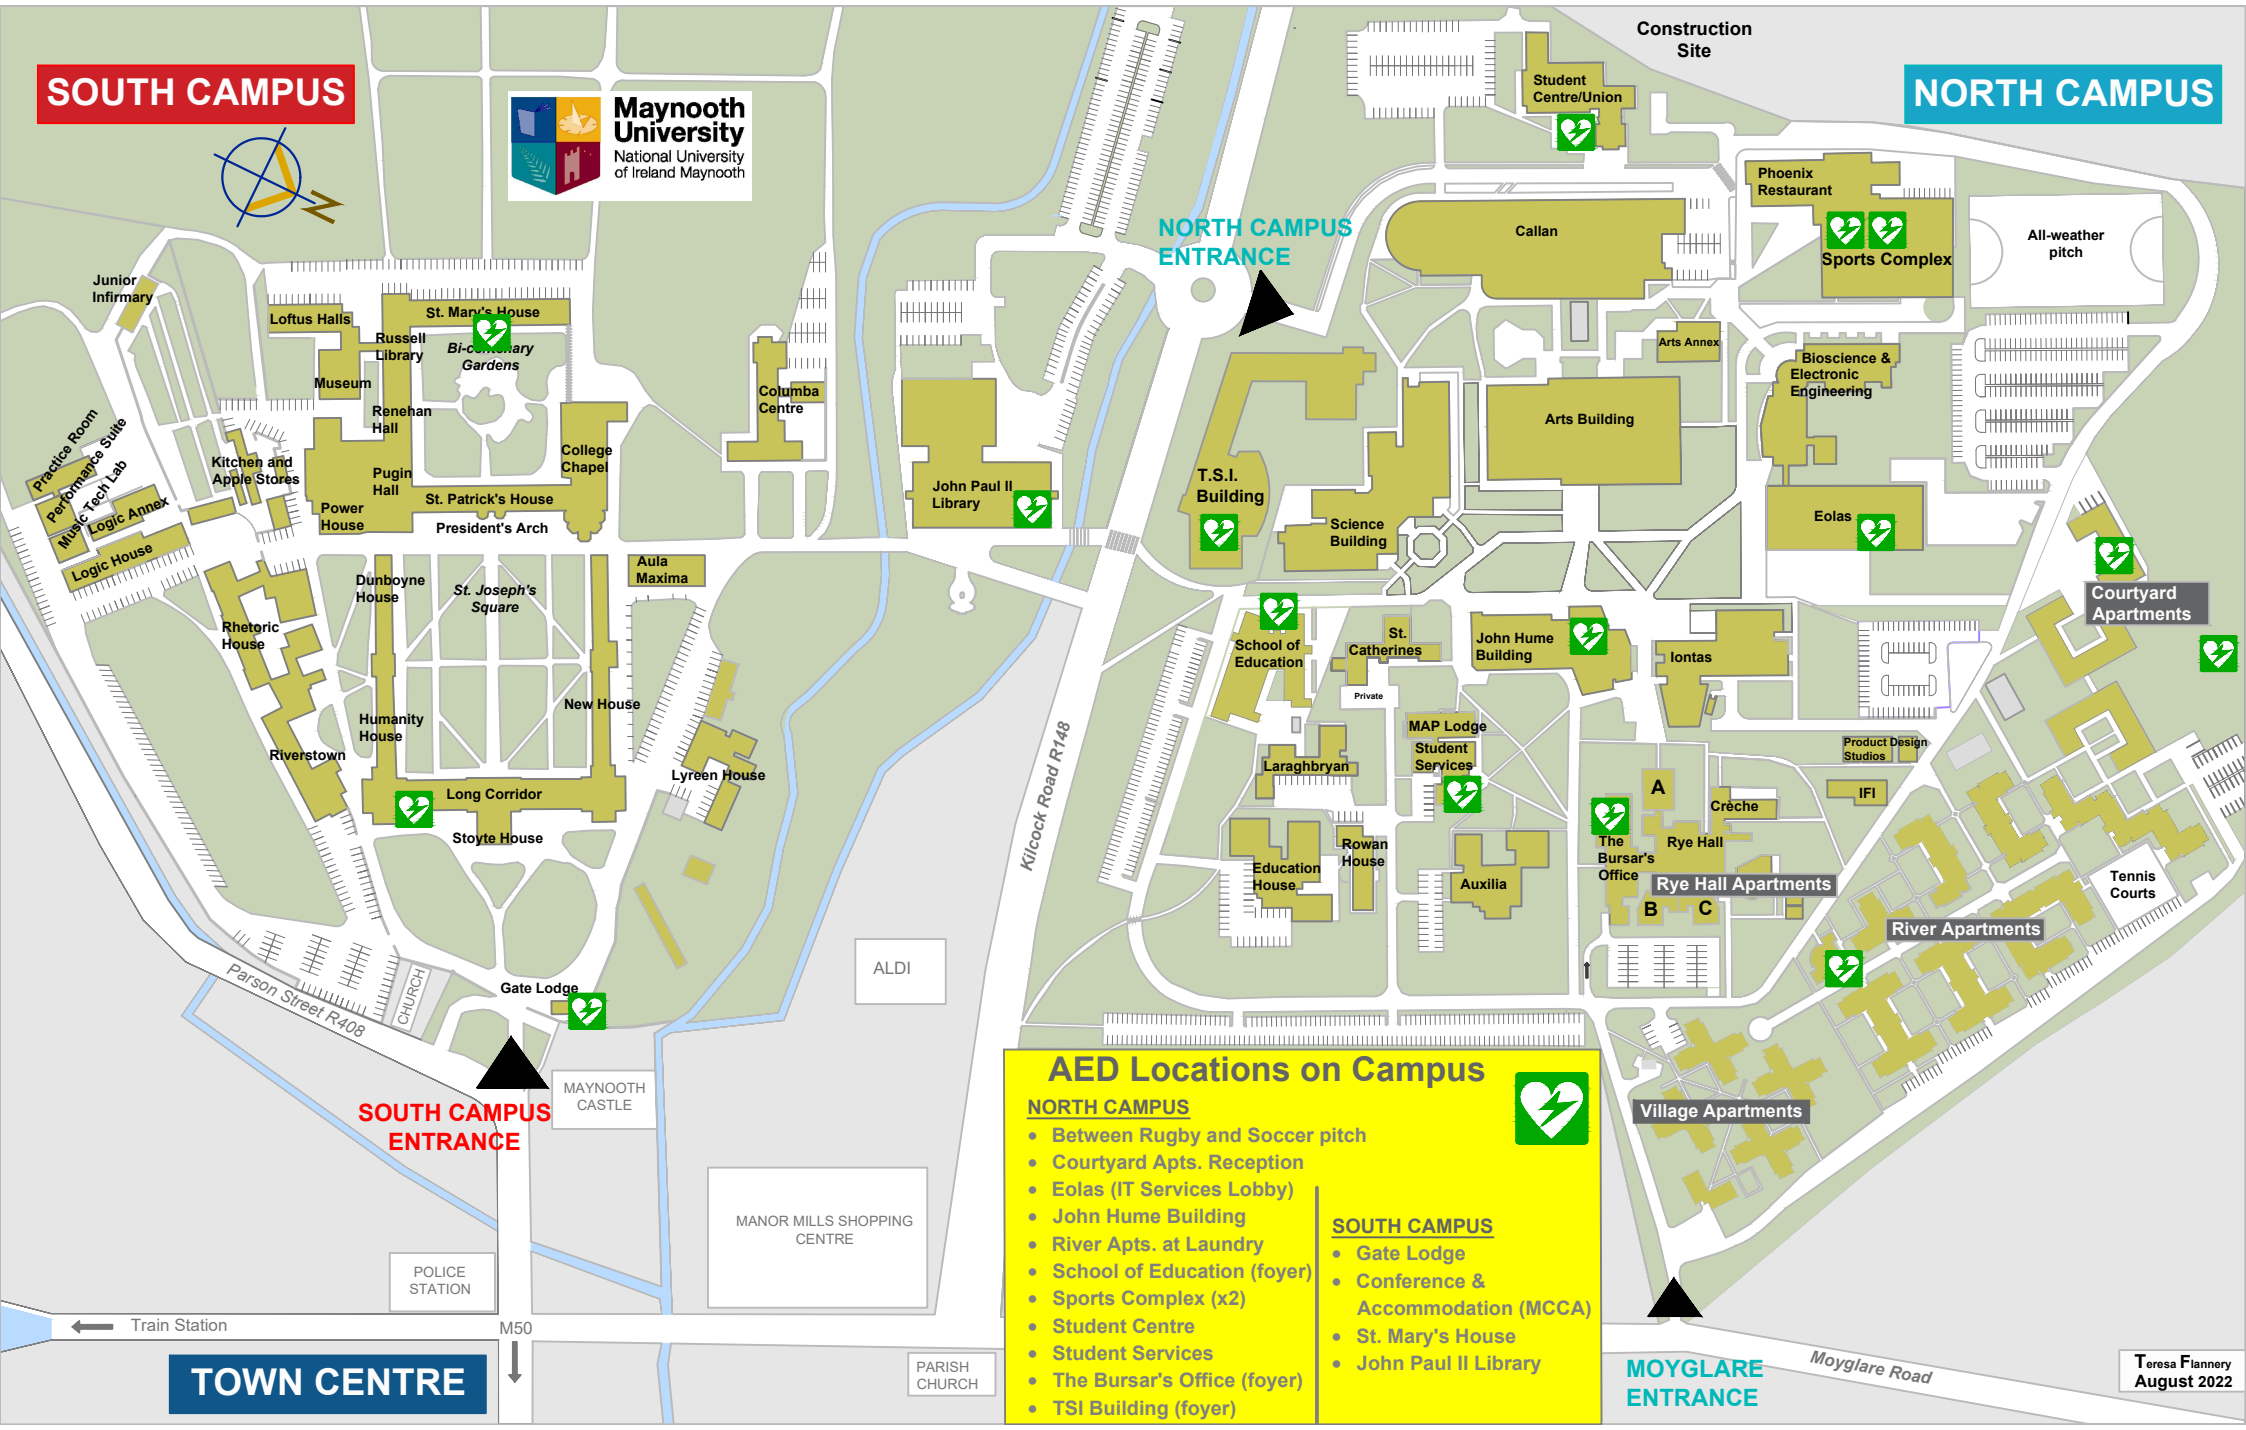 SOUTH CAMPUS
Maynooth
University
National University
of Ireland Maynooth
NORTH CAMPUS
ENTRANCE
Construction
Site
NORTH CAMPUS
Student
Centre/Union
Phoenix
Restaurant
Sports Complex
All-weather
pitch
Callan
Arts Annex
Bioscience &
Electronic
Engineering
Arts Building
Eolas
Courtyard
Apartments
T.S.I.
Building
Science
Building
Junior
Infirmary
Loftus Halls
St. Mary's House
Russell
Library
Bi-centenary
Gardens
Museum
Renehan
Hall
Columba
Centre
College
Chapel
Practice Room
Performance Suite
Music Tech Lab
Logic Annex
Logic House
Kitchen and
Apple Stores
Pugin
Hall
St. Patrick's House
Power
House
President's Arch
John Paul II
Library
Aula
Maxima
Dunboyne
House
St. Joseph's
Square
Rhetoric
House
Humanity
House
New House
Riverstown
Lyreen House
Long Corridor
Stoyte House
Gate Lodge
CHURCH
Parson Street R408
Kilcock Road R148
School of
Education
St.
Catherines
Private
John Hume
Building
Iontas
MAP Lodge
Student
Services
Laraghbryan
Product Design
Studios
IFI
A
Crèche
Rye Hall
The
Bursar's
Office
Rye Hall Apartments
B
C
Education
House
Rowan
House
Auxilia
Tennis
Courts
River Apartments
Village Apartments
ALDI
MAYNOOTH
CASTLE
SOUTH CAMPUS
ENTRANCE
MANOR MILLS SHOPPING
CENTRE
POLICE
STATION
Train Station
M50
TOWN CENTRE
PARISH
CHURCH
AED Locations on Campus
NORTH CAMPUS
• Between Rugby and Soccer pitch
• Courtyard Apts. Reception
• Eolas (IT Services Lobby)
• John Hume Building
• River Apts. at Laundry
• School of Education (foyer)
• Sports Complex (x2)
• Student Centre
• Student Services
• The Bursar's Office (foyer)
• TSI Building (foyer)
SOUTH CAMPUS
• Gate Lodge
• Conference &
Accommodation (MCCA)
• St. Mary's House
• John Paul II Library
MOYGLARE
ENTRANCE
Moyglare Road
Teresa Flannery
August 2022
N